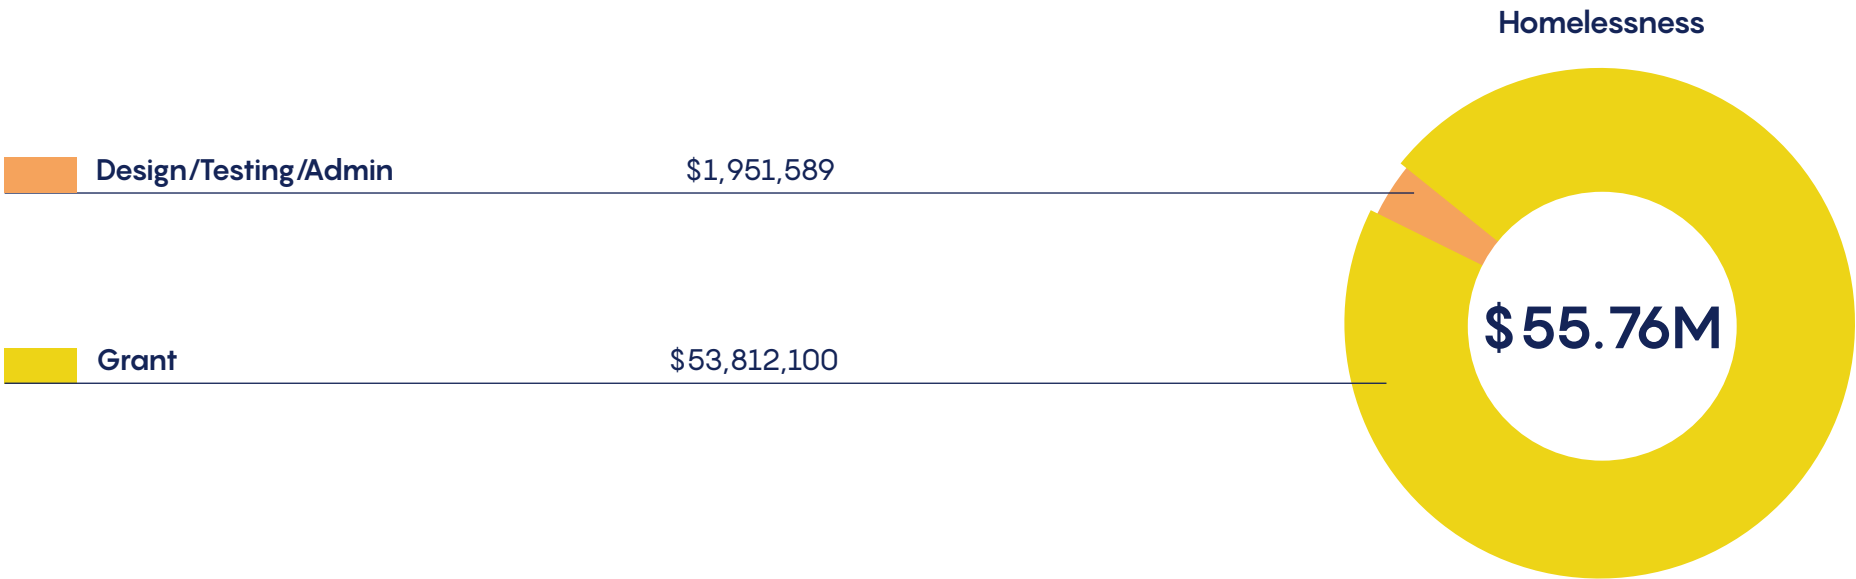 Homelessness
Design/Testing/Admin $1,951,589
Grant $53,812,100
$55.76M